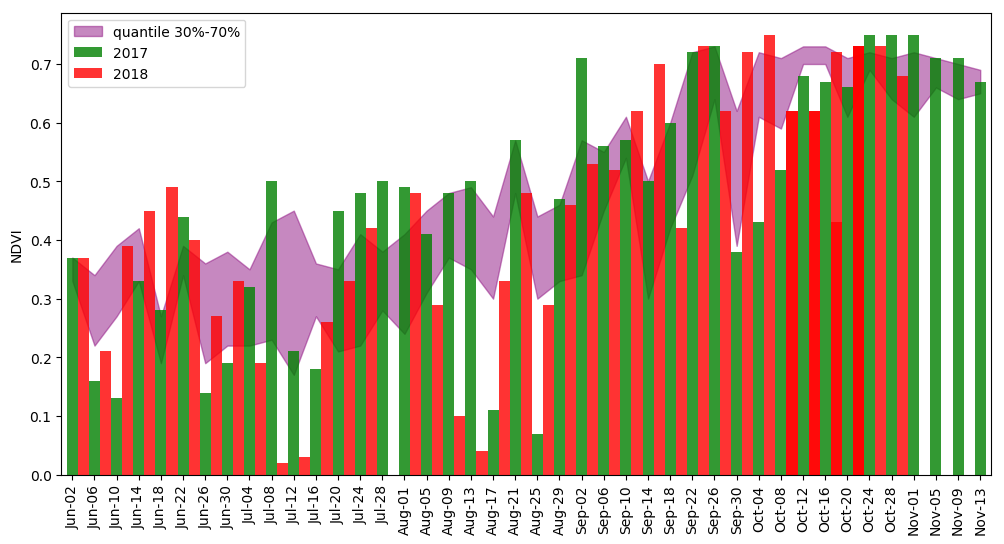 quantile 30%-70%
2017
2018
NDVI
0.7
0.6
0.5
0.4
0.3
0.2
0.1
0.0
Jun-02
Jun-06
Jun-10
Jun-14
Jun-18
Jun-22
Jun-26
Jun-30
Jul-04
Jul-08
Jul-12
Jul-16
Jul-20
Jul-24
Jul-28
Aug-01
Aug-05
Aug-09
Aug-13
Aug-17
Aug-21
Aug-25
Aug-29
Sep-02
Sep-06
Sep-10
Sep-14
Sep-18
Sep-22
Sep-26
Sep-30
Oct-04
Oct-08
Oct-12
Oct-16
Oct-20
Oct-24
Oct-28
Nov-01
Nov-05
Nov-09
Nov-13